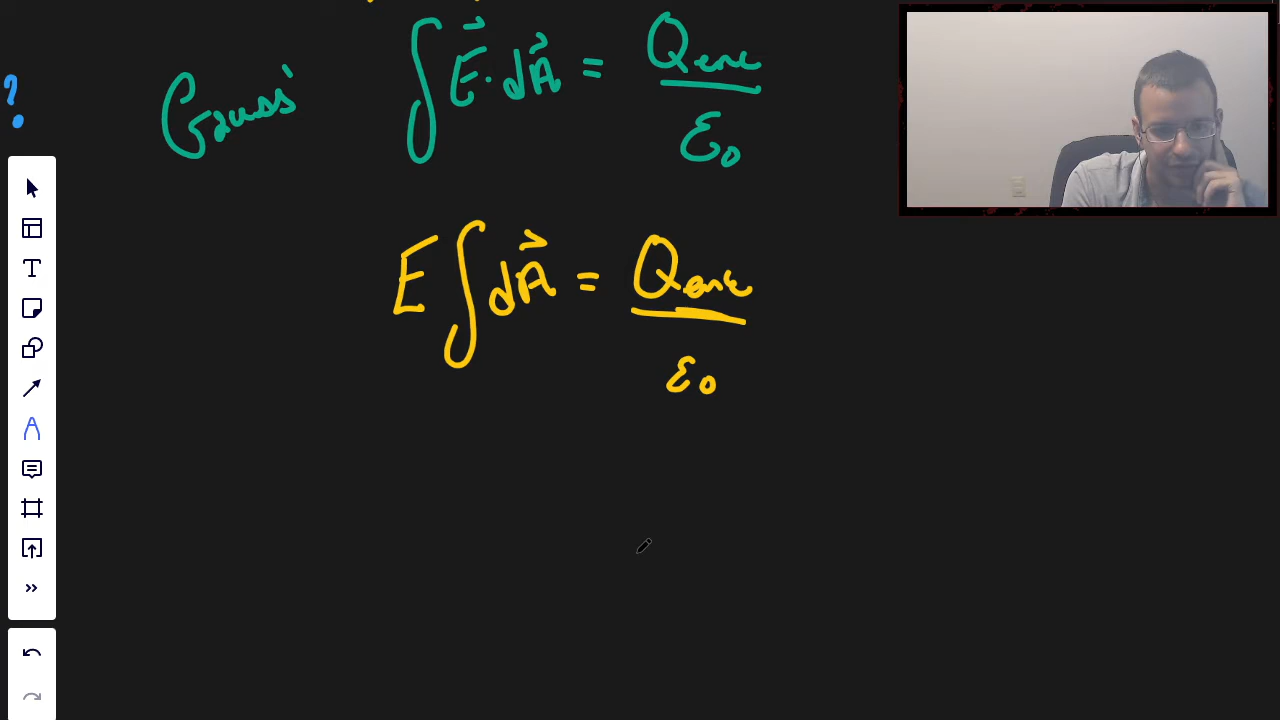 ?
Gauss' ∫ E⃗ · dA⃗ = Qenc / ε₀
E ∫ dA⃗ = Qenc / ε₀